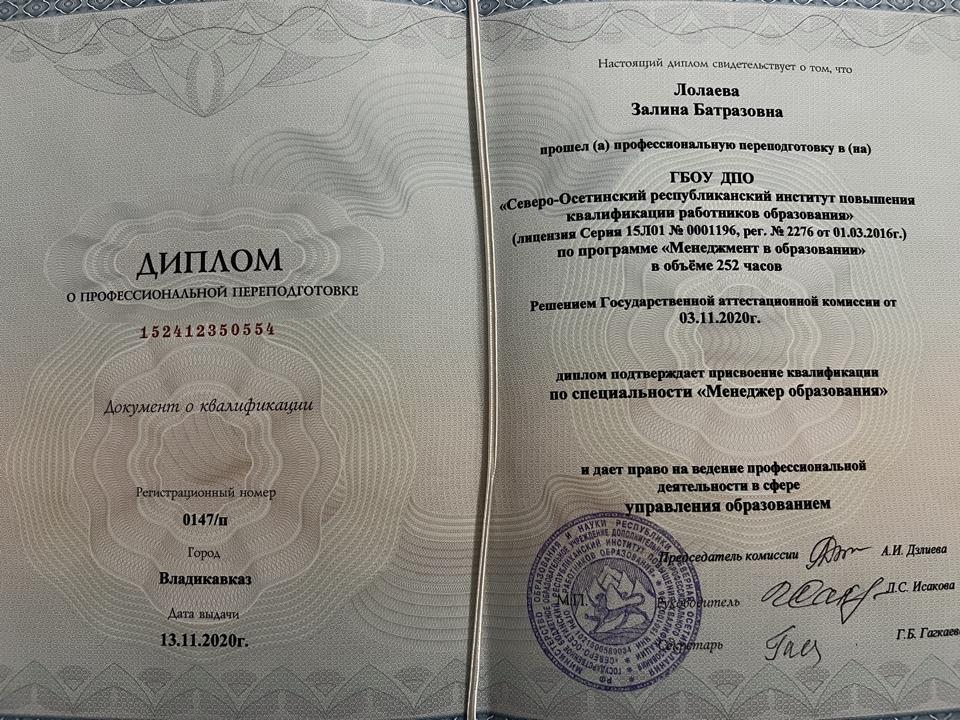 ДИПЛОМ
О ПРОФЕССИОНАЛЬНОЙ ПЕРЕПОДГОТОВКЕ
152412350554
Документ о квалификации
Регистрационный номер
0147/п
Город
Владикавказ
Дата выдачи
13.11.2020г.
Настоящий диплом свидетельствует о том, что
Лолаева
Залина Батразовна
прошел (а) профессиональную переподготовку в (на)
ГБОУ ДПО
«Северо-Осетинский республиканский институт повышения
квалификации работников образования»
(лицензия Серия 15Л01 № 0001196, рег. № 2276 от 01.03.2016г.)
по программе «Менеджмент в образовании»
в объёме 252 часов
Решением Государственной аттестационной комиссии от
03.11.2020г.
диплом подтверждает присвоение квалификации
по специальности «Менеджер образования»
и дает право на ведение профессиональной
деятельности в сфере
управления образованием
Председатель комиссии А.И. Дзлиева
М.П. Руководитель Л.С. Исакова
Секретарь Г.Б. Гагкаева